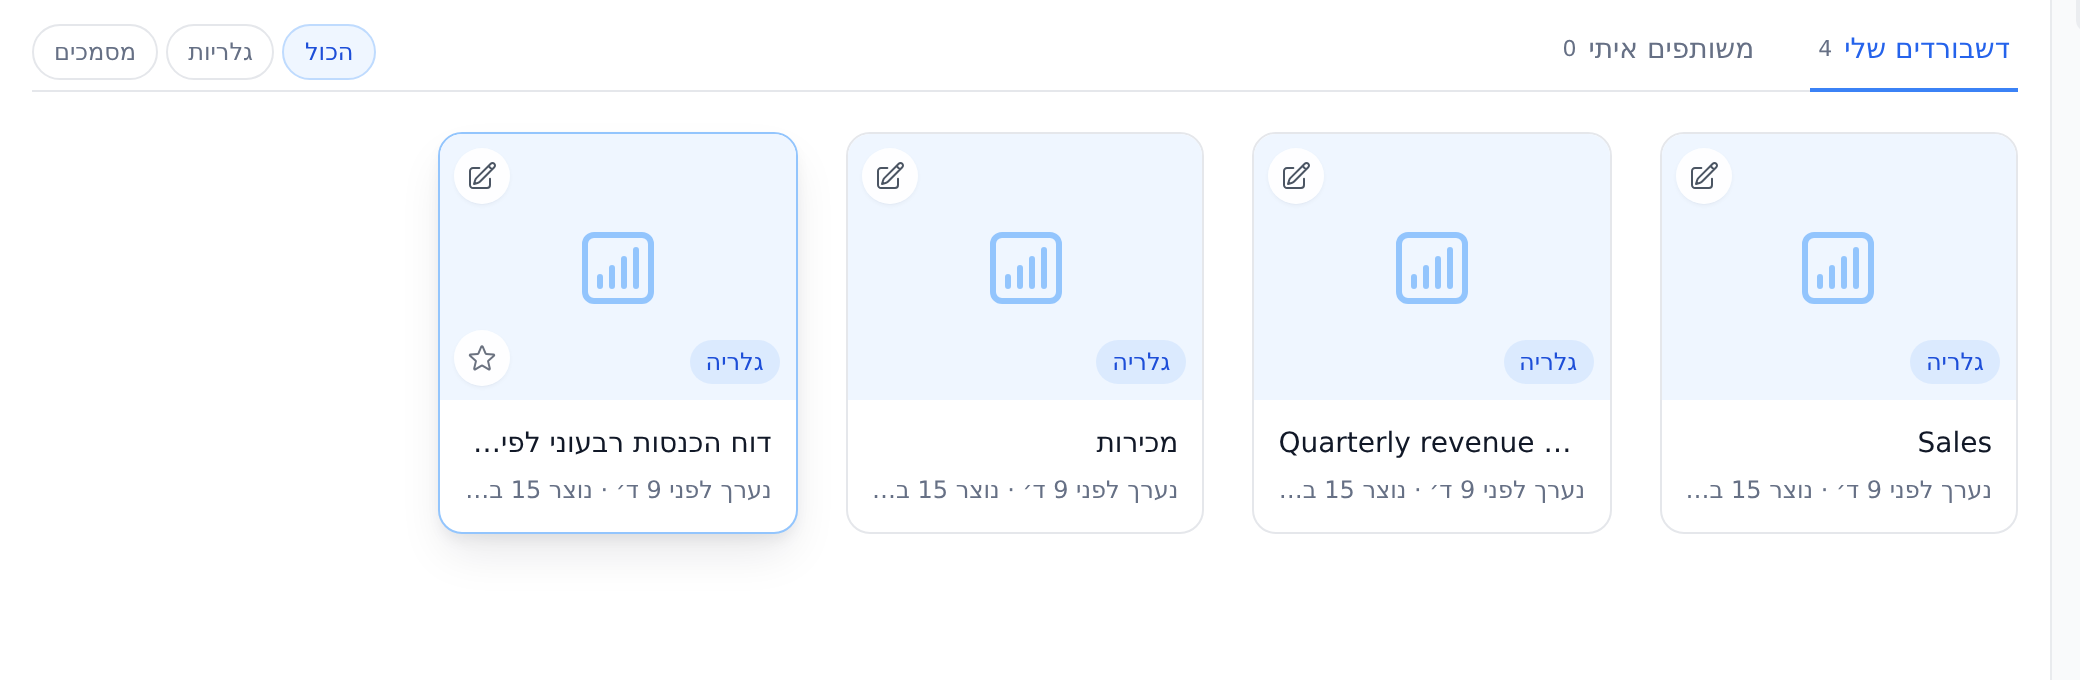 דשבורדים שלי 4
משותפים איתי 0
הכול
גלריות
מסמכים
גלריה
Sales
נערך לפני 9 ד׳ · נוצר 15 ב...
גלריה
Quarterly revenue ...
נערך לפני 9 ד׳ · נוצר 15 ב...
גלריה
מכירות
נערך לפני 9 ד׳ · נוצר 15 ב...
גלריה
דוח הכנסות רבעוני לפי...
נערך לפני 9 ד׳ · נוצר 15 ב...